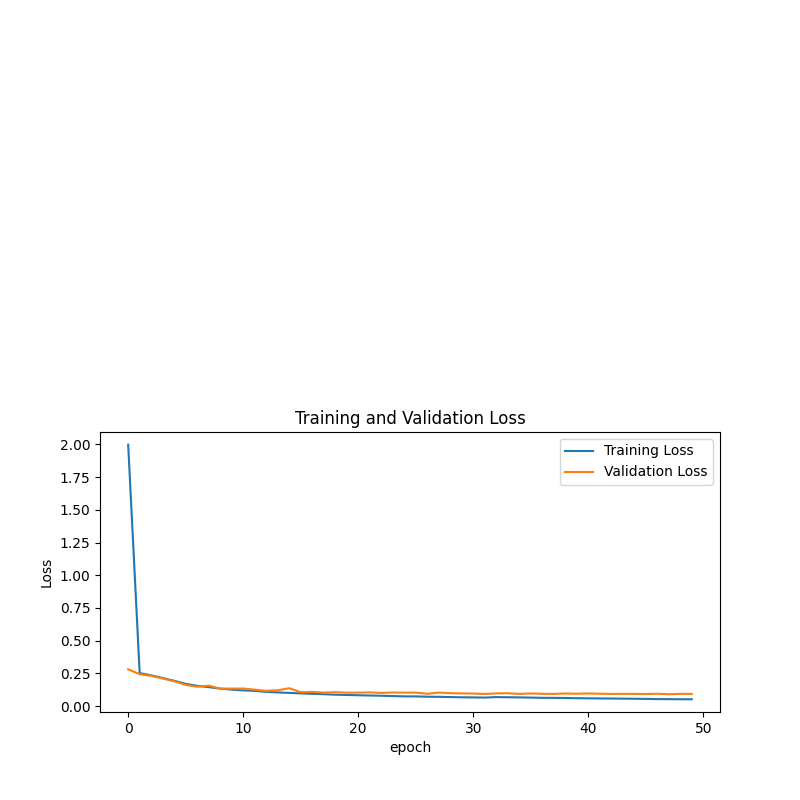 Training and Validation Loss
2.00
1.75
1.50
1.25
1.00
0.75
0.50
0.25
0.00
Loss
Training Loss
Validation Loss
0 10 20 30 40 50
epoch